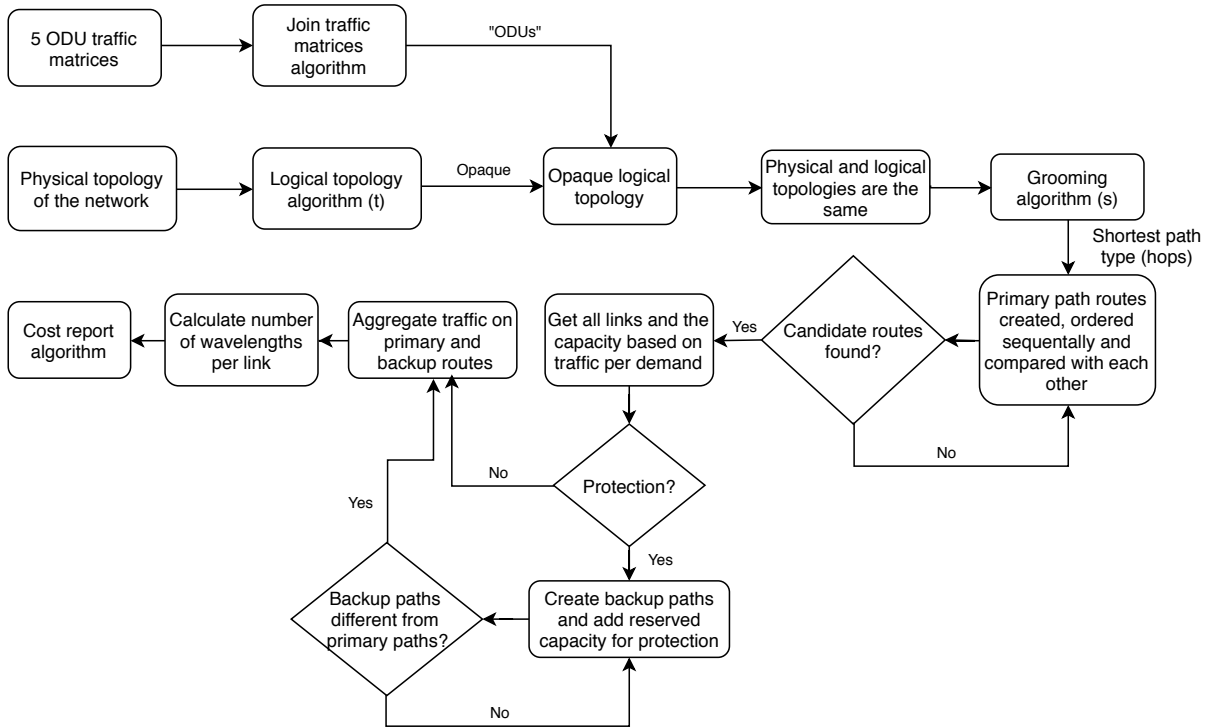 5 ODU traffic
matrices
Join traffic
matrices
algorithm
"ODUs"
Physical topology
of the network
Logical topology
algorithm (t)
Opaque
Opaque logical
topology
Physical and logical
topologies are the
same
Grooming
algorithm (s)
Shortest path
type (hops)
Primary path routes
created, ordered
sequentially and
compared with each
other
Candidate routes
found?
No
Yes
Get all links and the
capacity based on
traffic per demand
Aggregate traffic on
primary and
backup routes
Calculate number
of wavelengths
per link
Cost report
algorithm
Protection?
No
Yes
Create backup paths
and add reserved
capacity for protection
Backup paths
different from
primary paths?
Yes
No